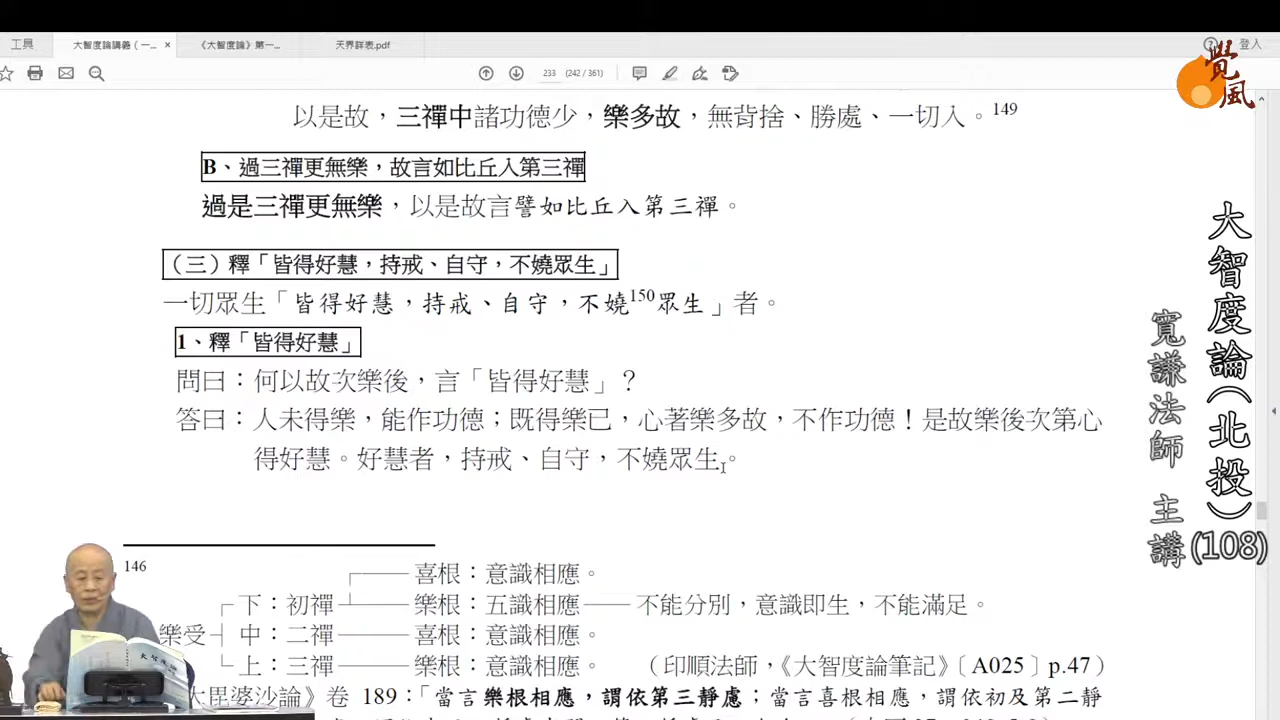 工具
大智度論講義（一... ×
《大智度論》第一...
天界詳表.pdf
登入
233 (242 / 361)
覺風
以是故，三禪中諸功德少，樂多故，無背捨、勝處、一切入。149
B、過三禪更無樂，故言如比丘入第三禪
過是三禪更無樂，以是故言譬如比丘入第三禪。
（三）釋「皆得好慧，持戒、自守，不嬈眾生」
一切眾生「皆得好慧，持戒、自守，不嬈150眾生」者。
1、釋「皆得好慧」
問曰：何以故次樂後，言「皆得好慧」？
答曰：人未得樂，能作功德；既得樂已，心著樂多故，不作功德！是故樂後次第心
得好慧。好慧者，持戒、自守，不嬈眾生。
146
喜根：意識相應。
下：初禪 樂根：五識相應 不能分別，意識即生，不能滿足。
樂受 中：二禪 喜根：意識相應。
上：三禪 樂根：意識相應。 （印順法師，《大智度論筆記》〔A025〕p.47）
大毘婆沙論》卷 189：「當言樂根相應，謂依第三靜慮；當言喜根相應，謂依初及第二靜
大智度論（北投）(108)
寬謙法師 主講
大智度論